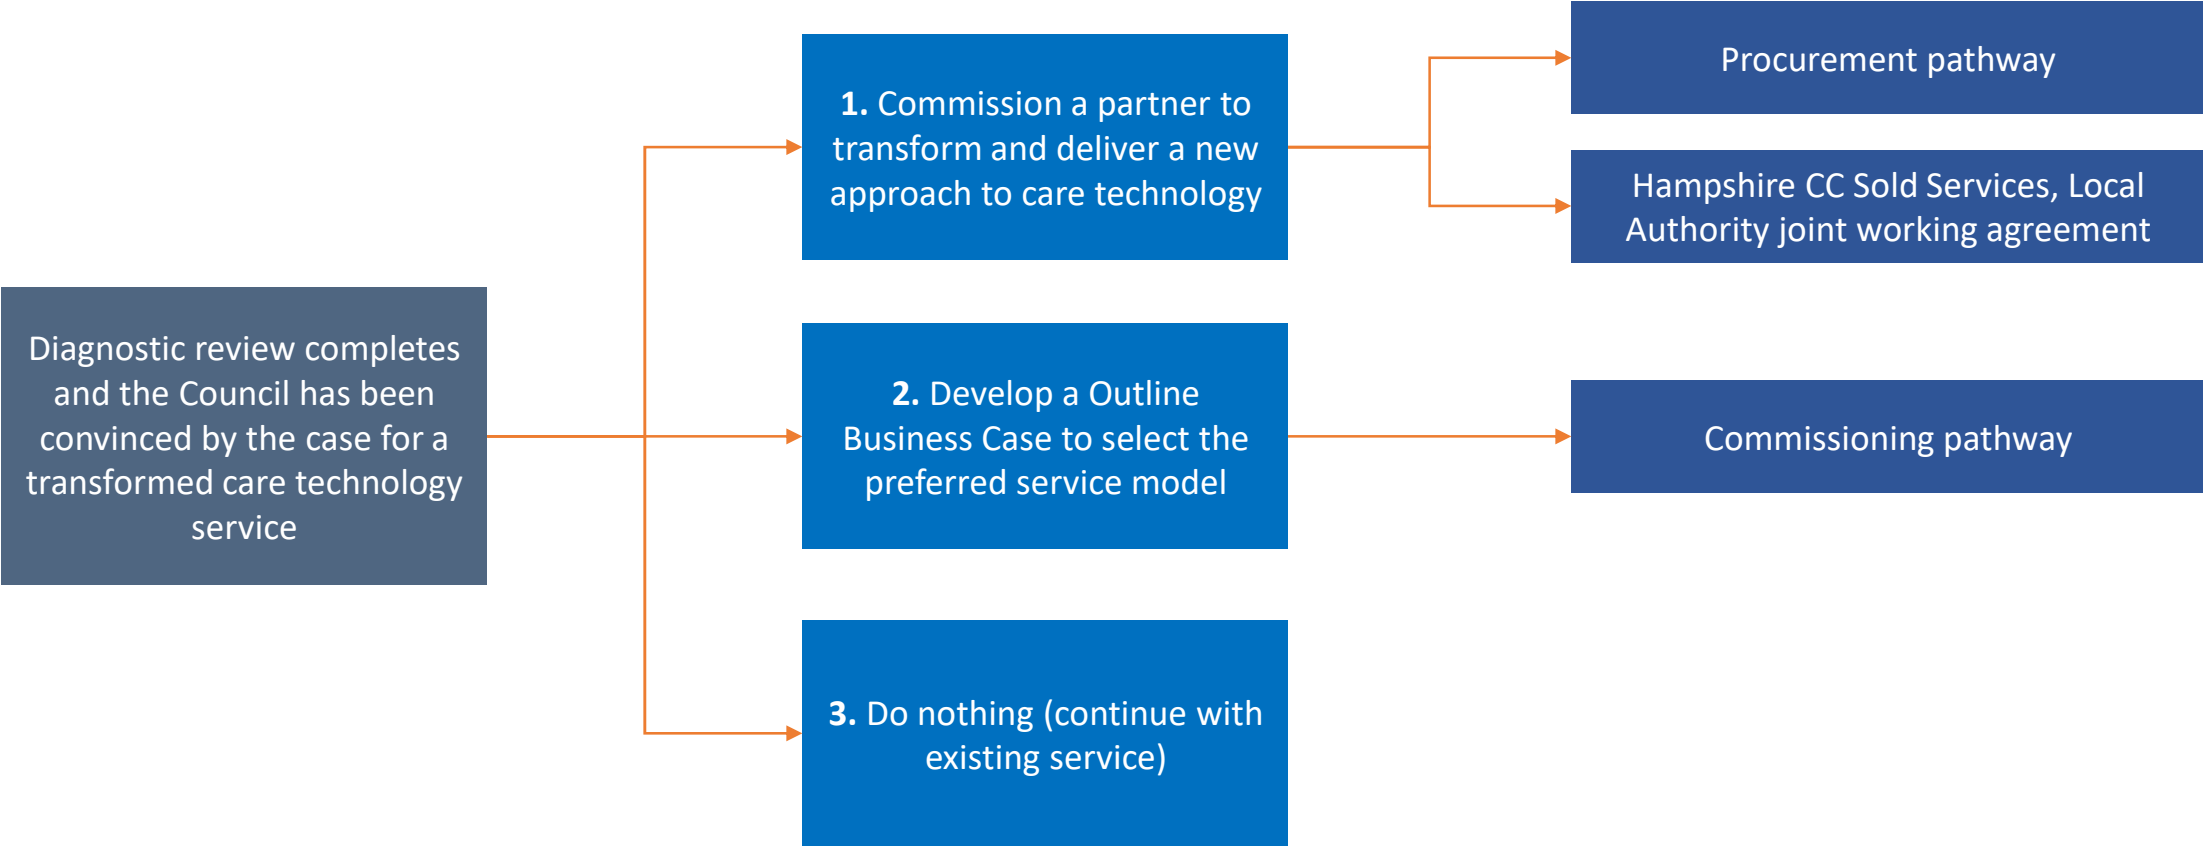 Diagnostic review completes
and the Council has been
convinced by the case for a
transformed care technology
service
1. Commission a partner to
transform and deliver a new
approach to care technology
2. Develop a Outline
Business Case to select the
preferred service model
3. Do nothing (continue with
existing service)
Procurement pathway
Hampshire CC Sold Services, Local
Authority joint working agreement
Commissioning pathway